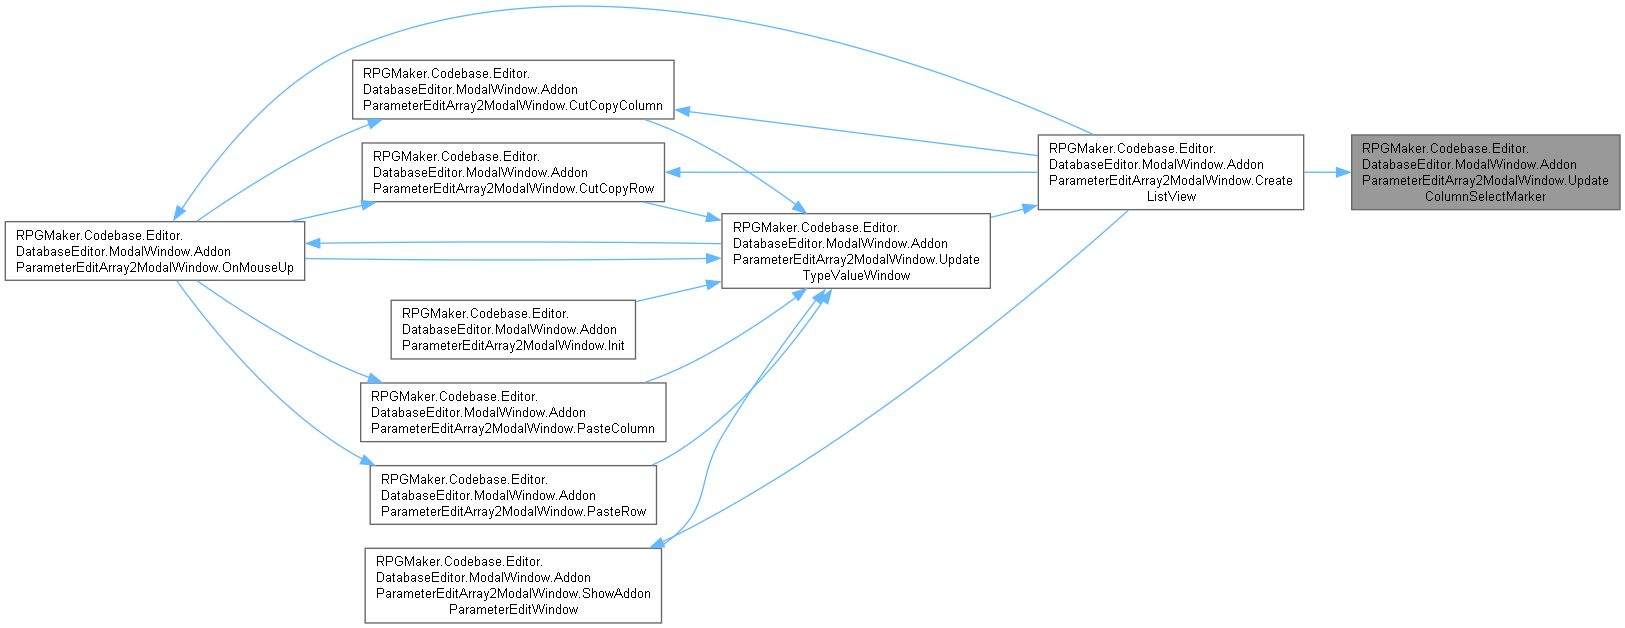 RPGMaker.Codebase.Editor.
DatabaseEditor.ModalWindow.Addon
ParameterEditArray2ModalWindow.OnMouseUp
RPGMaker.Codebase.Editor.
DatabaseEditor.ModalWindow.Addon
ParameterEditArray2ModalWindow.CutCopyColumn
RPGMaker.Codebase.Editor.
DatabaseEditor.ModalWindow.Addon
ParameterEditArray2ModalWindow.CutCopyRow
RPGMaker.Codebase.Editor.
DatabaseEditor.ModalWindow.Addon
ParameterEditArray2ModalWindow.Init
RPGMaker.Codebase.Editor.
DatabaseEditor.ModalWindow.Addon
ParameterEditArray2ModalWindow.PasteColumn
RPGMaker.Codebase.Editor.
DatabaseEditor.ModalWindow.Addon
ParameterEditArray2ModalWindow.PasteRow
RPGMaker.Codebase.Editor.
DatabaseEditor.ModalWindow.Addon
ParameterEditArray2ModalWindow.ShowAddon
ParameterEditWindow
RPGMaker.Codebase.Editor.
DatabaseEditor.ModalWindow.Addon
ParameterEditArray2ModalWindow.Update
TypeValueWindow
RPGMaker.Codebase.Editor.
DatabaseEditor.ModalWindow.Addon
ParameterEditArray2ModalWindow.Create
ListView
RPGMaker.Codebase.Editor.
DatabaseEditor.ModalWindow.Addon
ParameterEditArray2ModalWindow.Update
ColumnSelectMarker